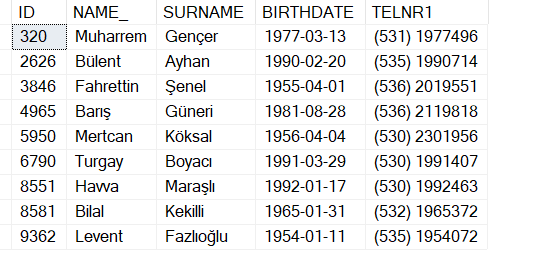 ID NAME_ SURNAME BIRTHDATE TELNR1
320 Muharrem Gençer 1977-03-13 (531) 1977496
2626 Bülent Ayhan 1990-02-20 (535) 1990714
3846 Fahrettin Şenel 1955-04-01 (536) 2019551
4965 Barış Güneri 1981-08-28 (536) 2119818
5950 Mertcan Köksal 1956-04-04 (530) 2301956
6790 Turgay Boyacı 1991-03-29 (530) 1991407
8551 Havva Maraşlı 1992-01-17 (530) 1992463
8581 Bilal Kekilli 1965-01-31 (532) 1965372
9362 Levent Fazlıoğlu 1954-01-11 (535) 1954072